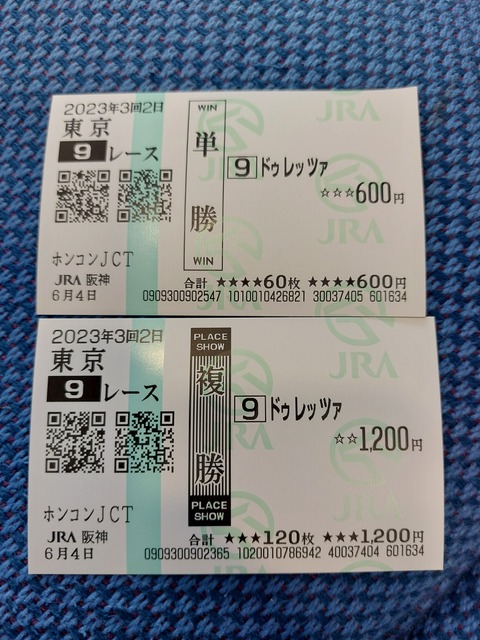 2023年3回2日
東京
9レース
ホンコンJCT
JRA 阪神
6月4日
WIN
単勝
WIN
9 ドゥレッツァ
☆☆☆600円
合計 ★★★★60枚 ★★★★600円
0909300902547 1010010426821 30037405 601634
JRA
JRA
2023年3回2日
東京
9レース
ホンコンJCT
JRA 阪神
6月4日
PLACE
SHOW
複勝
PLACE
SHOW
9 ドゥレッツァ
☆☆1,200円
合計 ★★★120枚 ★★★1,200円
0909300902365 1020010786942 40037404 601634
JRA
JRA